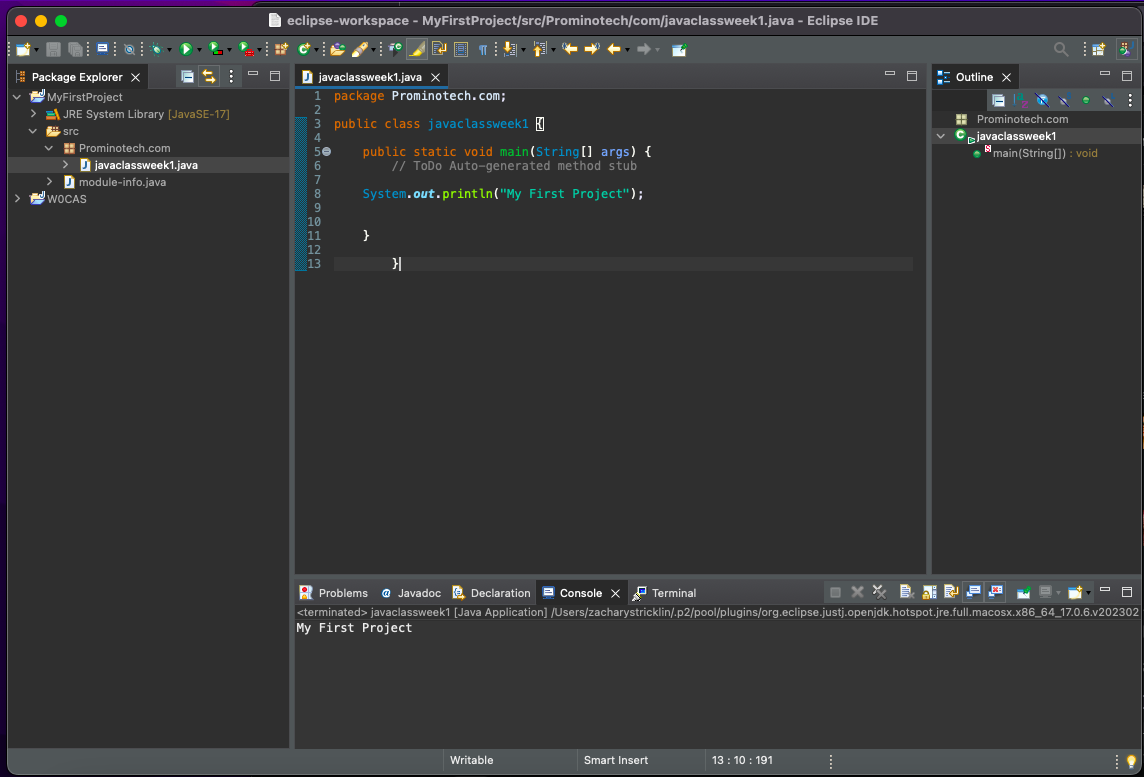 eclipse-workspace - MyFirstProject/src/Prominotech/com/javaclassweek1.java - Eclipse IDE
Package Explorer
MyFirstProject
JRE System Library [JavaSE-17]
src
Prominotech.com
javaclassweek1.java
module-info.java
W0CAS
javaclassweek1.java
1 package Prominotech.com;
2
3 public class javaclassweek1 {
4
5 public static void main(String[] args) {
6 // ToDo Auto-generated method stub
7
8 System.out.println("My First Project");
9
10
11 }
12
13 }
Outline
Prominotech.com
javaclassweek1
main(String[]) : void
Problems Javadoc Declaration Console Terminal
<terminated> javaclassweek1 [Java Application] /Users/zacharystricklin/.p2/pool/plugins/org.eclipse.justj.openjdk.hotspot.jre.full.macosx.x86_64_17.0.6.v202302
My First Project
Writable Smart Insert 13 : 10 : 191